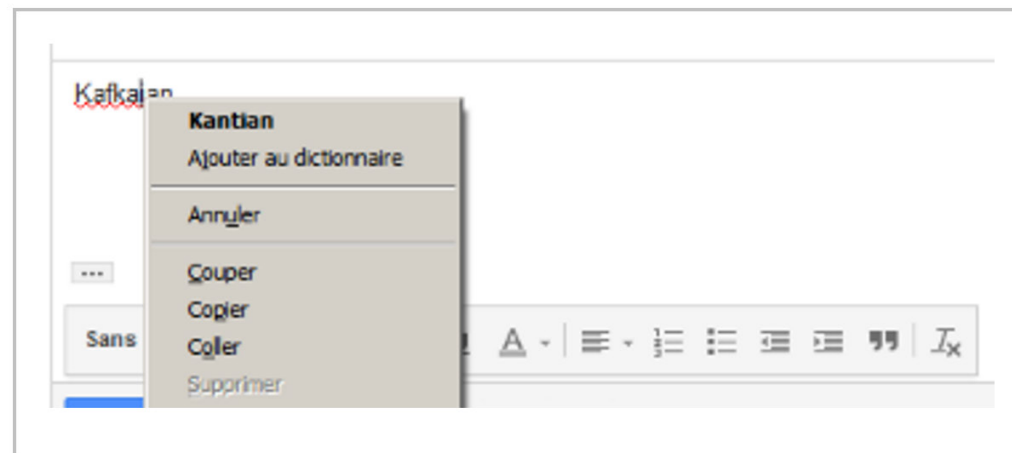 Kafkaian
Kantian
Ajouter au dictionnaire
Annuler
Couper
Copier
Coller
Sans
Supprimer